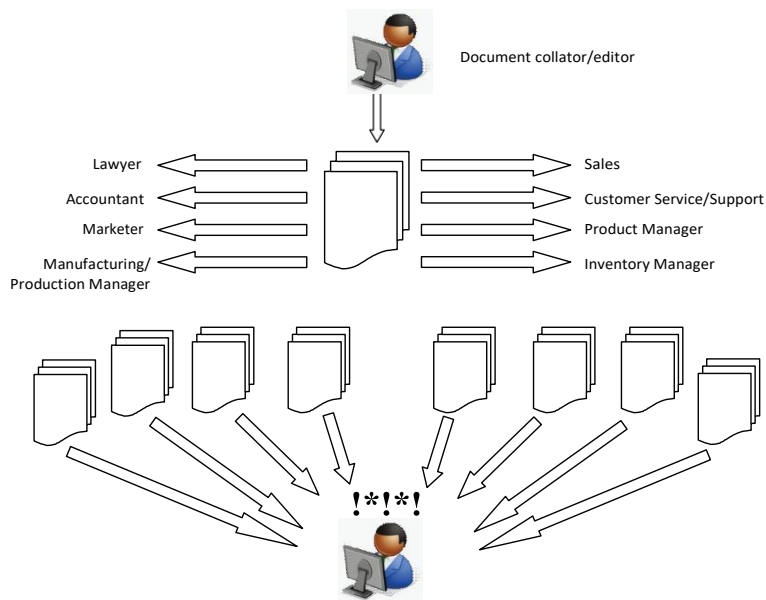 Document collator/editor
Lawyer
Sales
Accountant
Customer Service/Support
Marketer
Product Manager
Manufacturing/
Production Manager
Inventory Manager
!*!*!